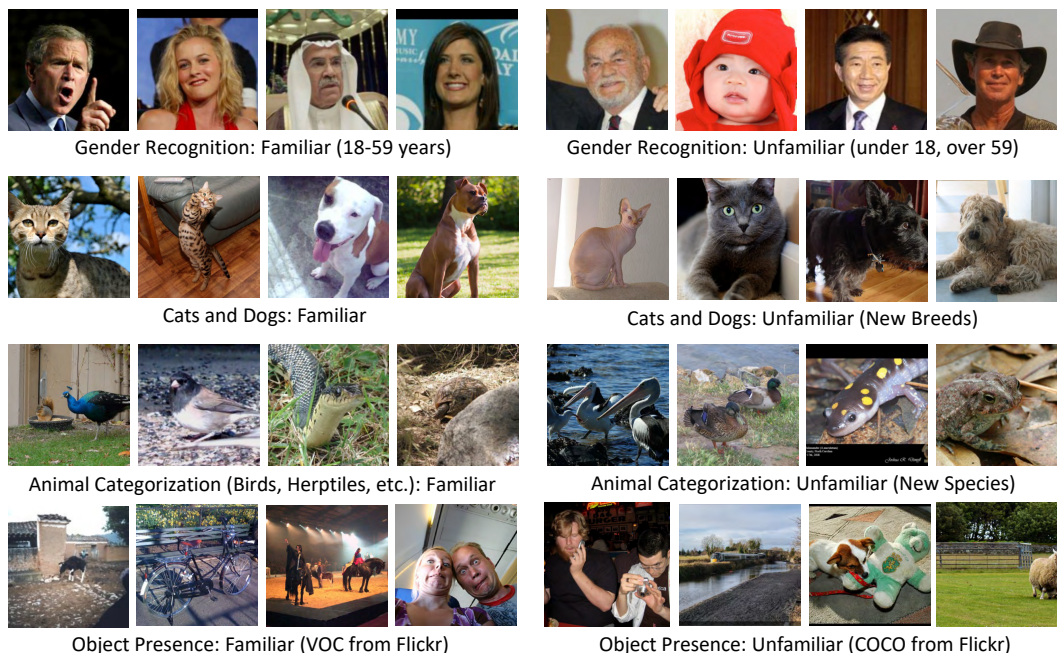 MY
MUSIC
Gender Recognition: Familiar (18-59 years)
Gender Recognition: Unfamiliar (under 18, over 59)
Cats and Dogs: Familiar
Cats and Dogs: Unfamiliar (New Breeds)
Animal Categorization (Birds, Herptiles, etc.): Familiar
Animal Categorization: Unfamiliar (New Species)
Object Presence: Familiar (VOC from Flickr)
Object Presence: Unfamiliar (COCO from Flickr)